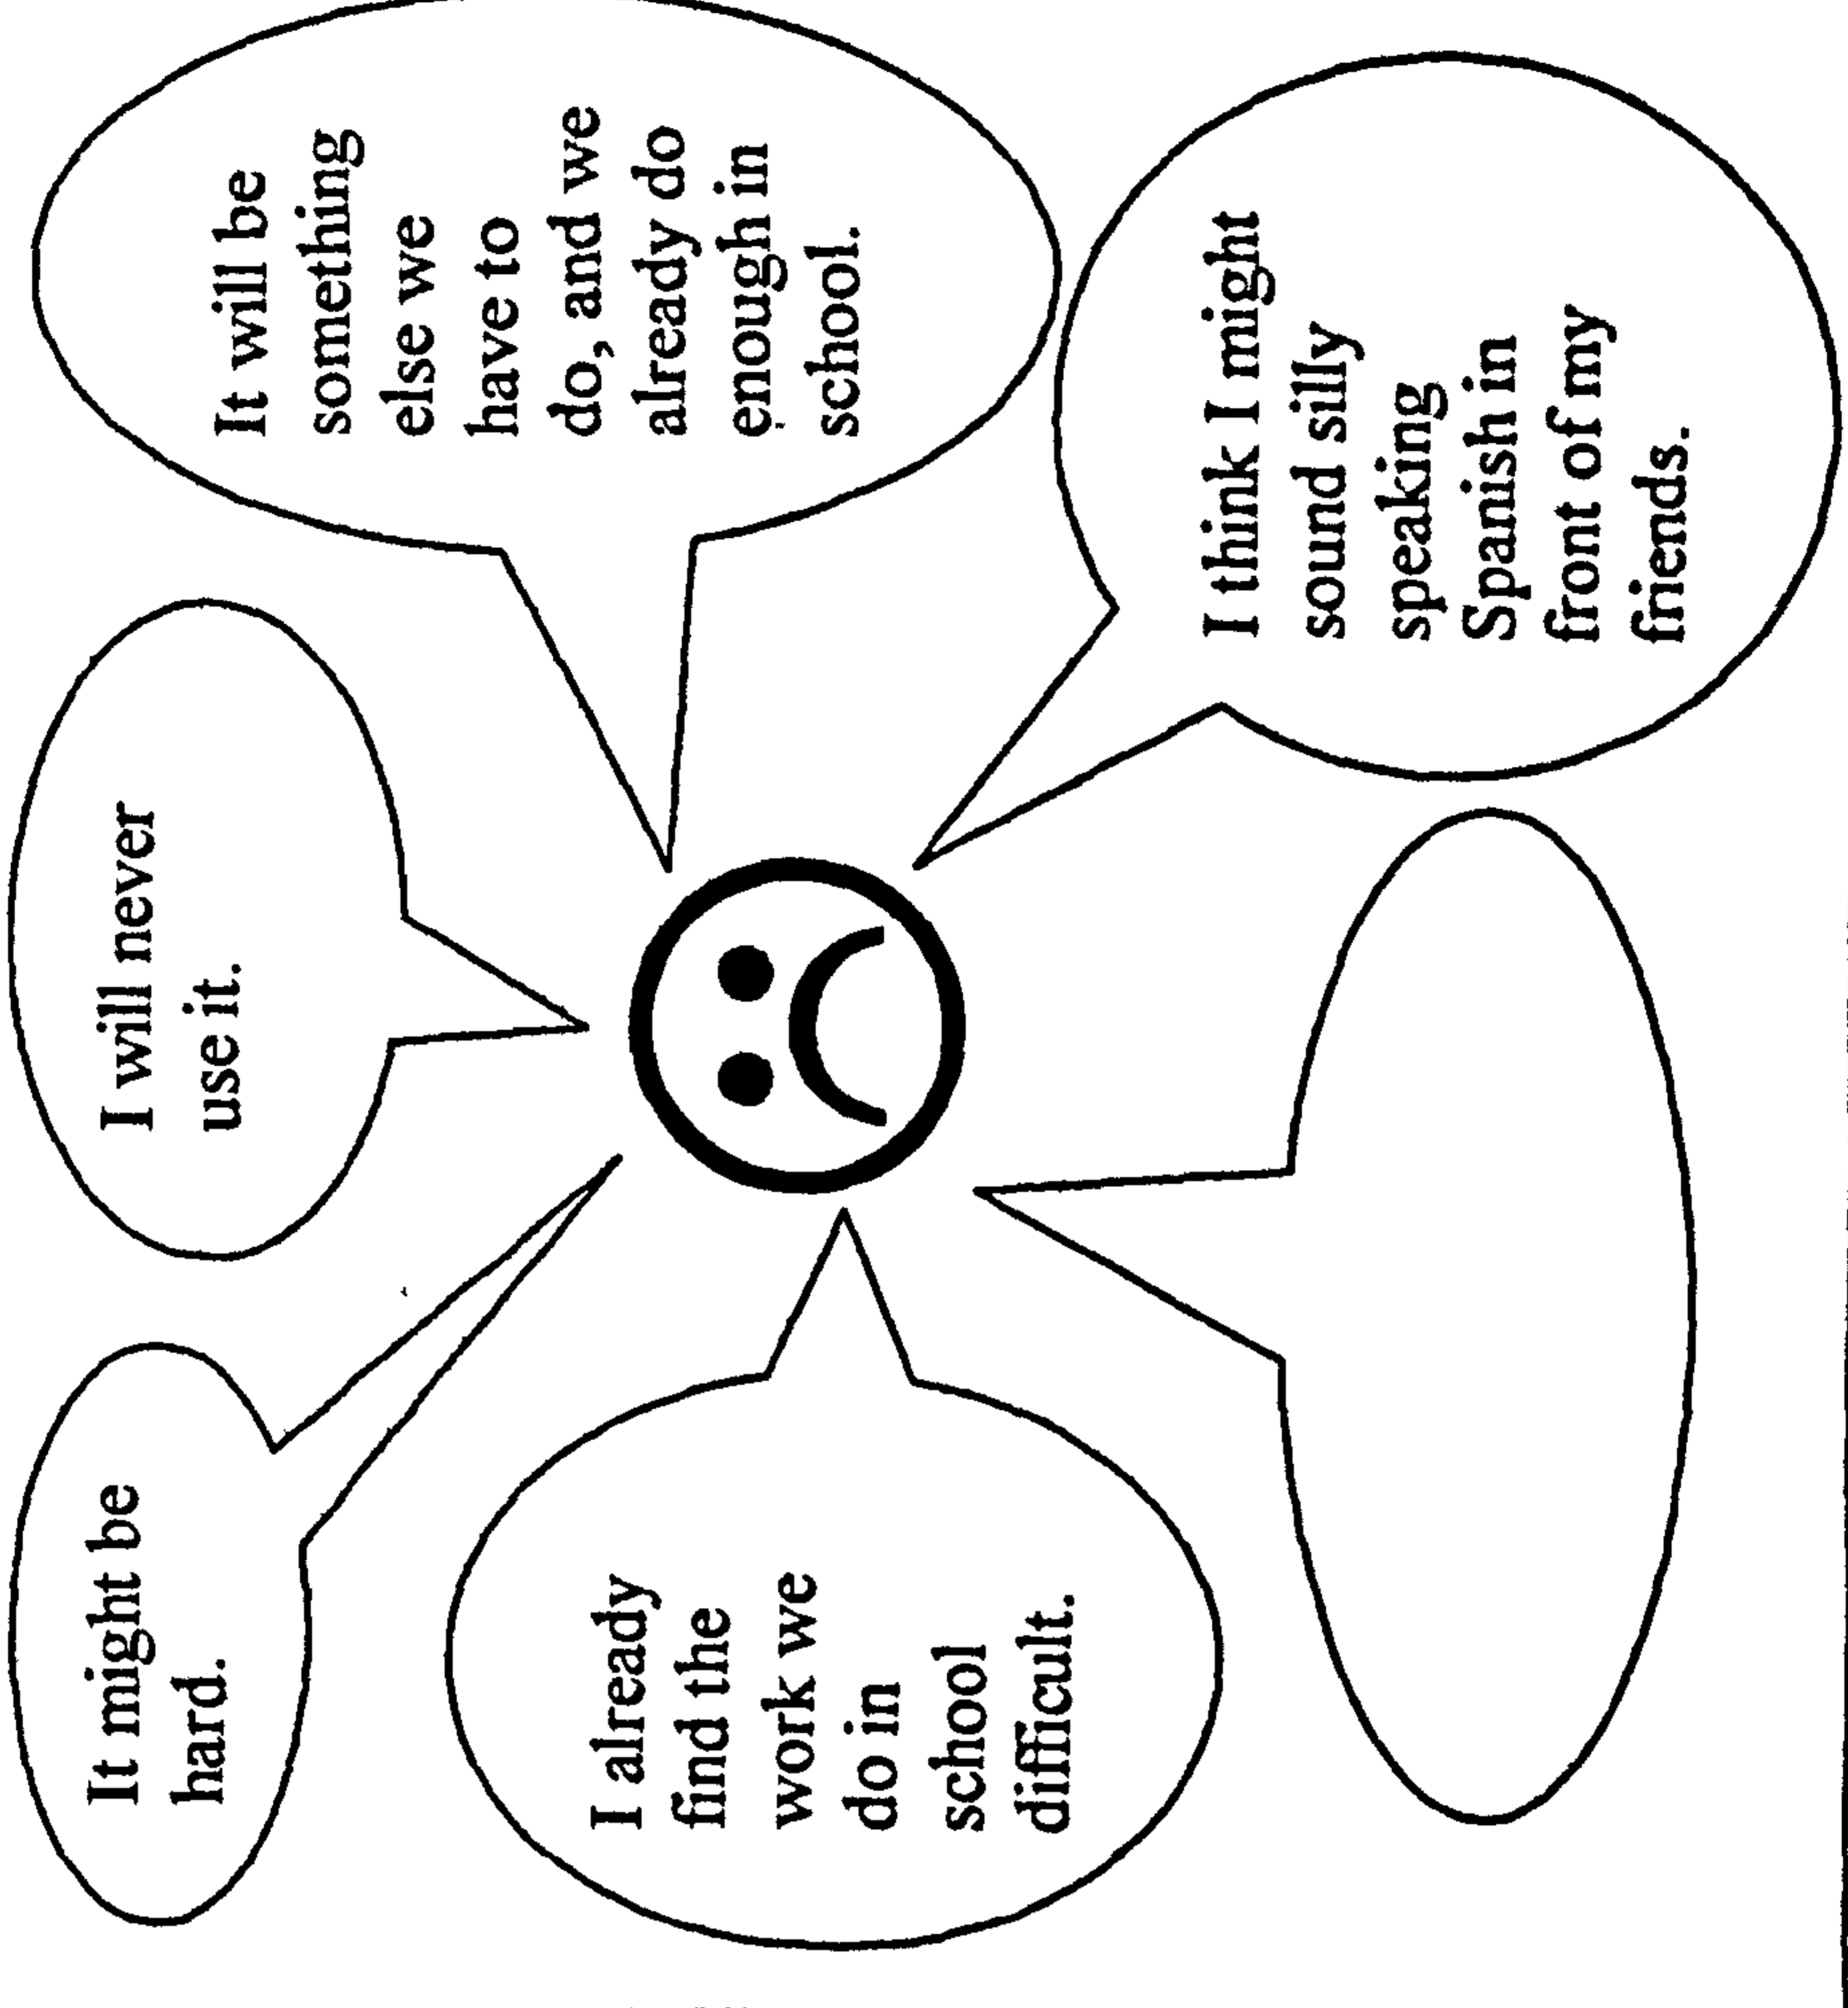 It might be
hard.
I will never
use it.
It will be
something
else we
have to
do, and we
already do
enough in
school.
I already
find the
work we
do in
school
difficult.
I think I might
sound silly
speaking
Spanish in
front of my
friends.